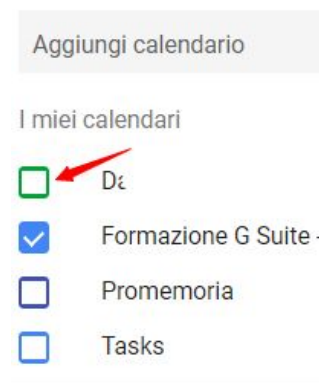 Aggiungi calendario
I miei calendari
Formazione G Suite -
Promemoria
Tasks